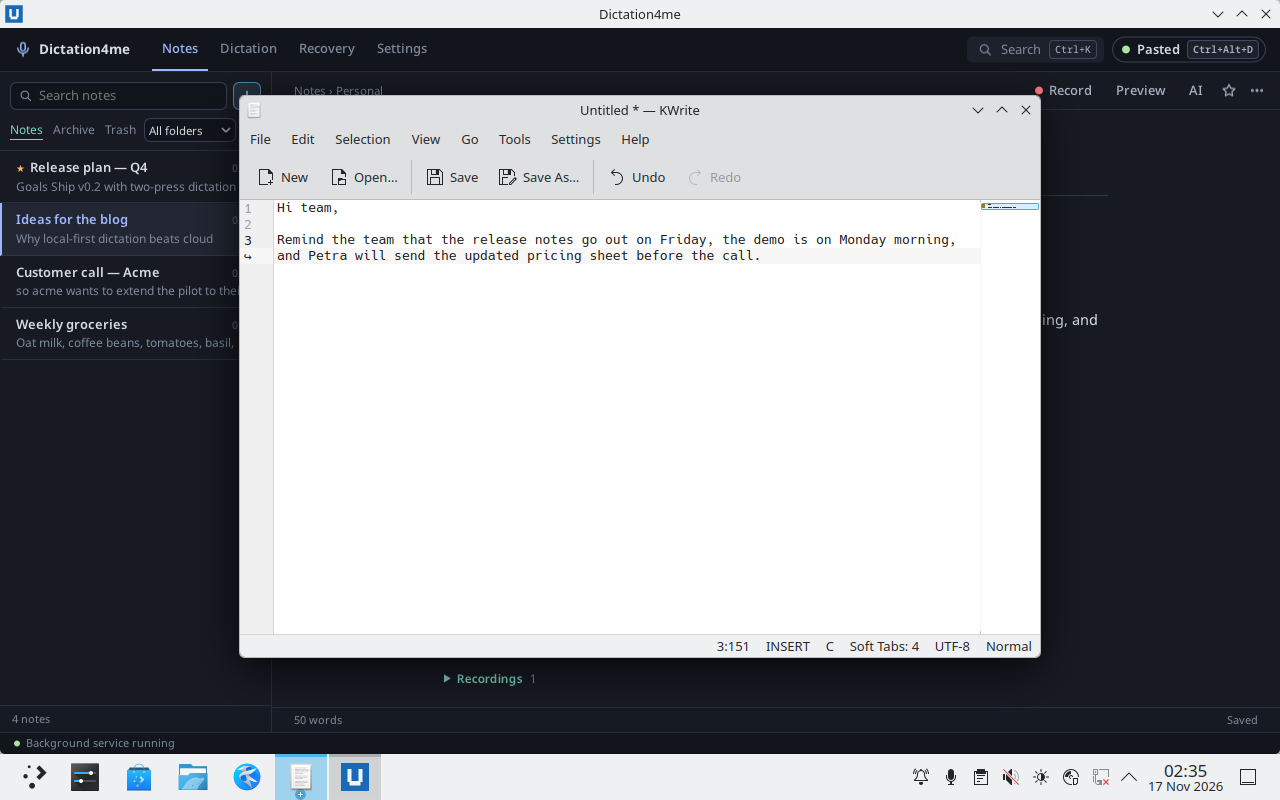 Dictation4me
Dictation4me
Notes Dictation Recovery Settings
Search Ctrl+K
Pasted Ctrl+Alt+D
Search notes
Notes › Personal
Record Preview AI
Notes Archive Trash All folders
★ Release plan — Q4
Goals Ship v0.2 with two-press dictation
Ideas for the blog
Why local-first dictation beats cloud
Customer call — Acme
so acme wants to extend the pilot to
Weekly groceries
Oat milk, coffee beans, tomatoes, basil,
4 notes
Background service running
Untitled * — KWrite
File Edit Selection View Go Tools Settings Help
New Open... Save Save As... Undo Redo
1 Hi team,
2
3 Remind the team that the release notes go out on Friday, the demo is on Monday morning,
↪ and Petra will send the updated pricing sheet before the call.
3:151 INSERT C Soft Tabs: 4 UTF-8 Normal
ing, and
Recordings 1
50 words
Saved
02:35
17 Nov 2026